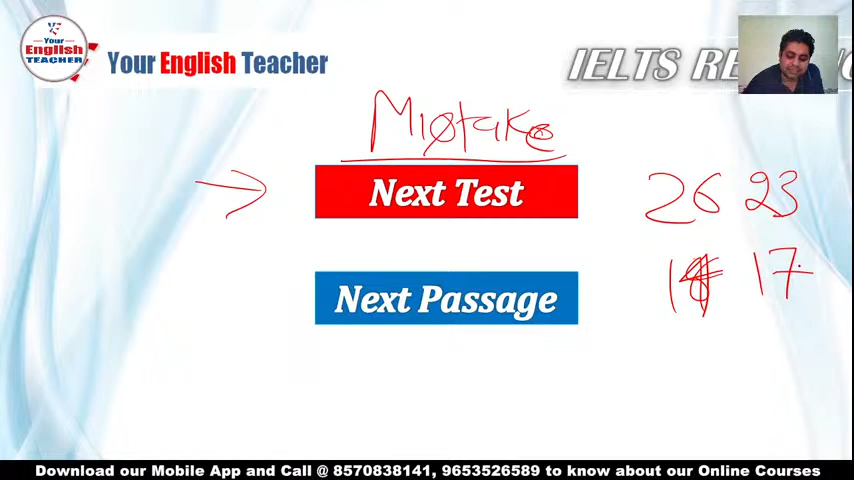 Your
English
TEACHER
Your English Teacher
IELTS RE
Mistake
Next Test
26 23
17
Next Passage
Download our Mobile App and Call @ 8570838141, 9653526589 to know about our Online Courses